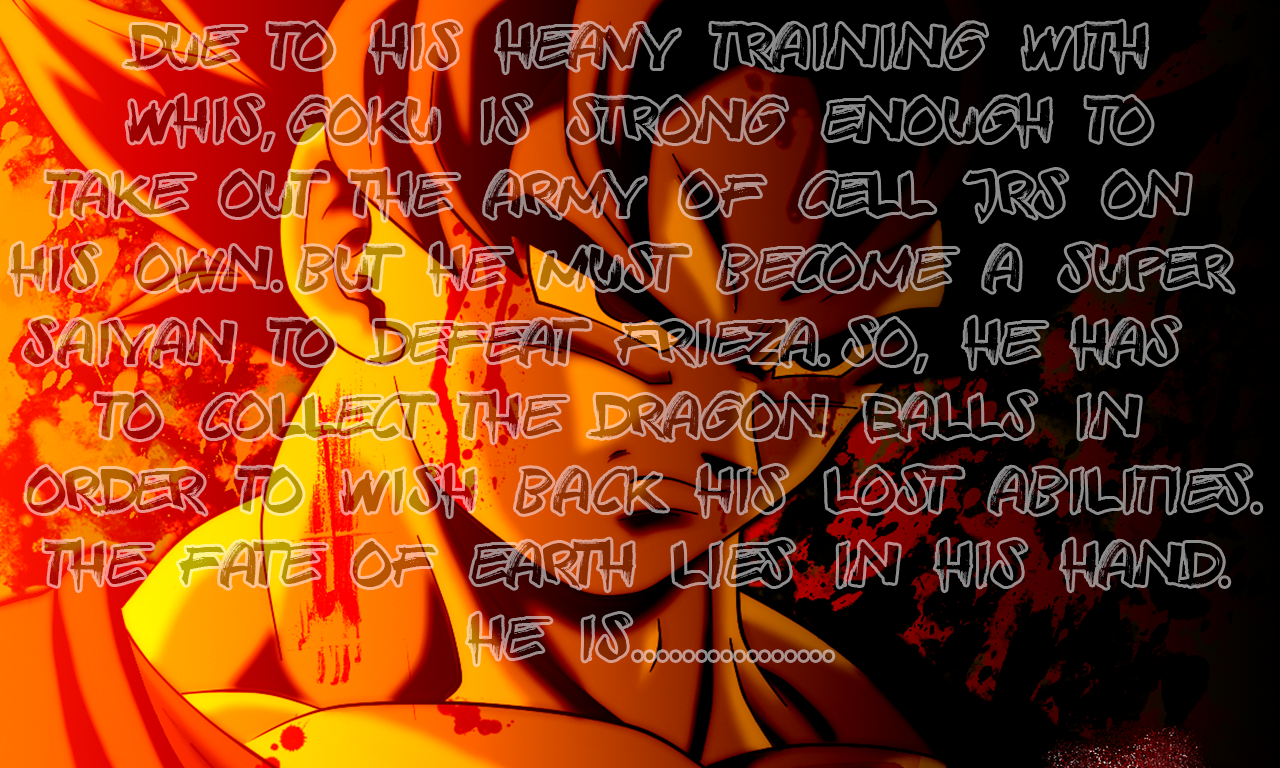 DUE TO HIS HEAVY TRAINING WITH
WHIS, GOKU IS STRONG ENOUGH TO
TAKE OUT THE ARMY OF CELL JRS ON
HIS OWN. BUT HE MUST BECOME A SUPER
SAIYAN TO DEFEAT FRIEZA. SO, HE HAS
TO COLLECT THE DRAGON BALLS IN
ORDER TO WISH BACK HIS LOST ABILITIES.
THE FATE OF EARTH LIES IN HIS HAND.
HE IS................